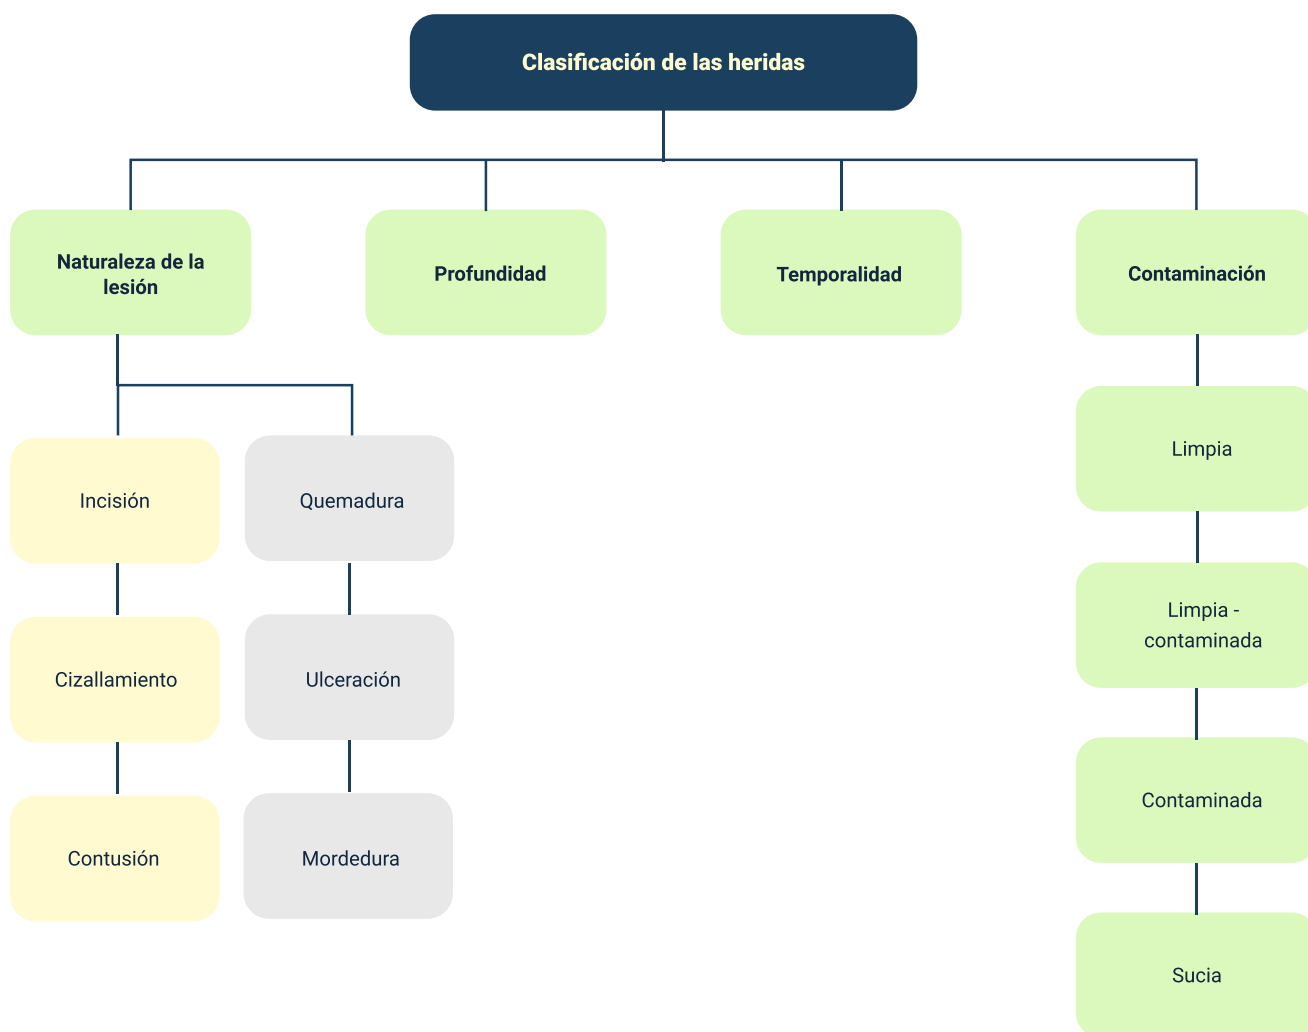 Clasificación de las heridas
Naturaleza de la
lesión
Profundidad
Temporalidad
Contaminación
Incisión
Quemadura
Limpia
Limpia -
contaminada
Cizallamiento
Ulceración
Contaminada
Contusión
Mordedura
Sucia